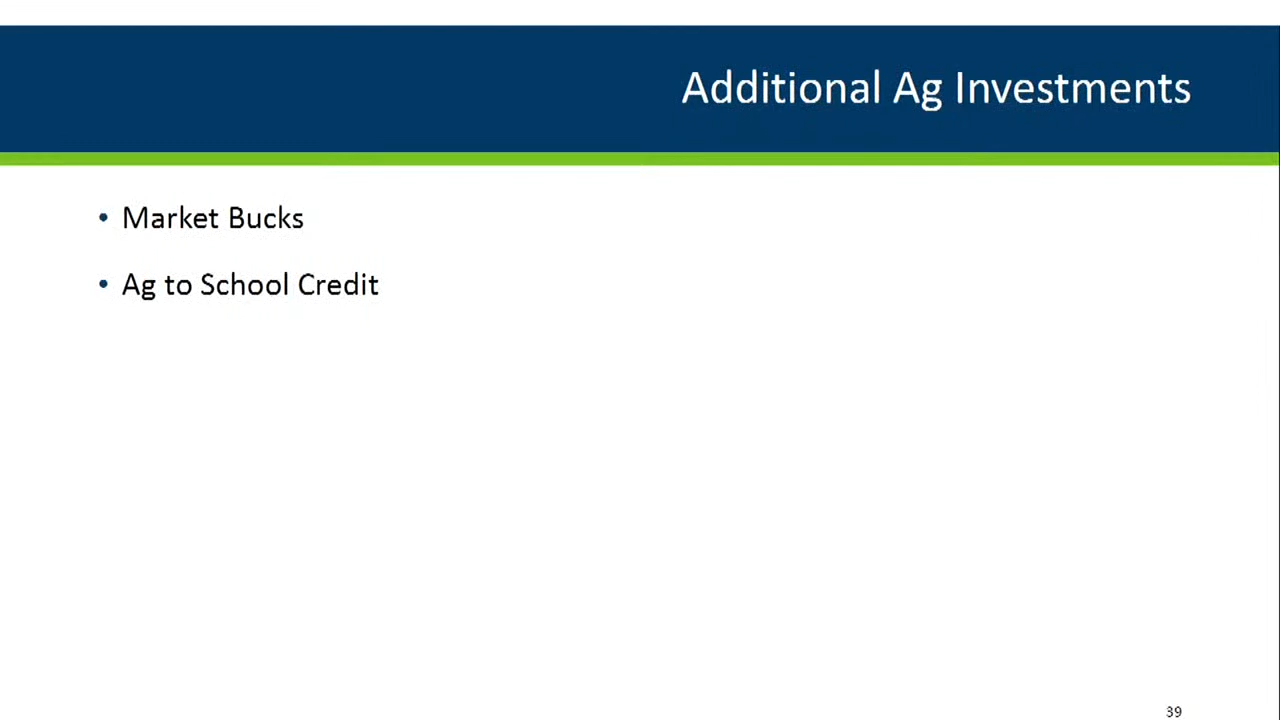 Additional Ag Investments
• Market Bucks
• Ag to School Credit
39